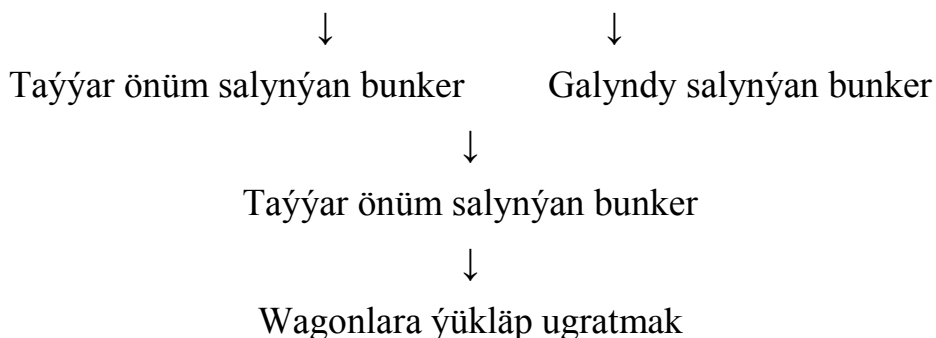 ↓ ↓
Taýýar önüm salynýan bunker Galyndy salynýan bunker
↓
Taýýar önüm salynýan bunker
↓
Wagonlara ýükläp ugratmak